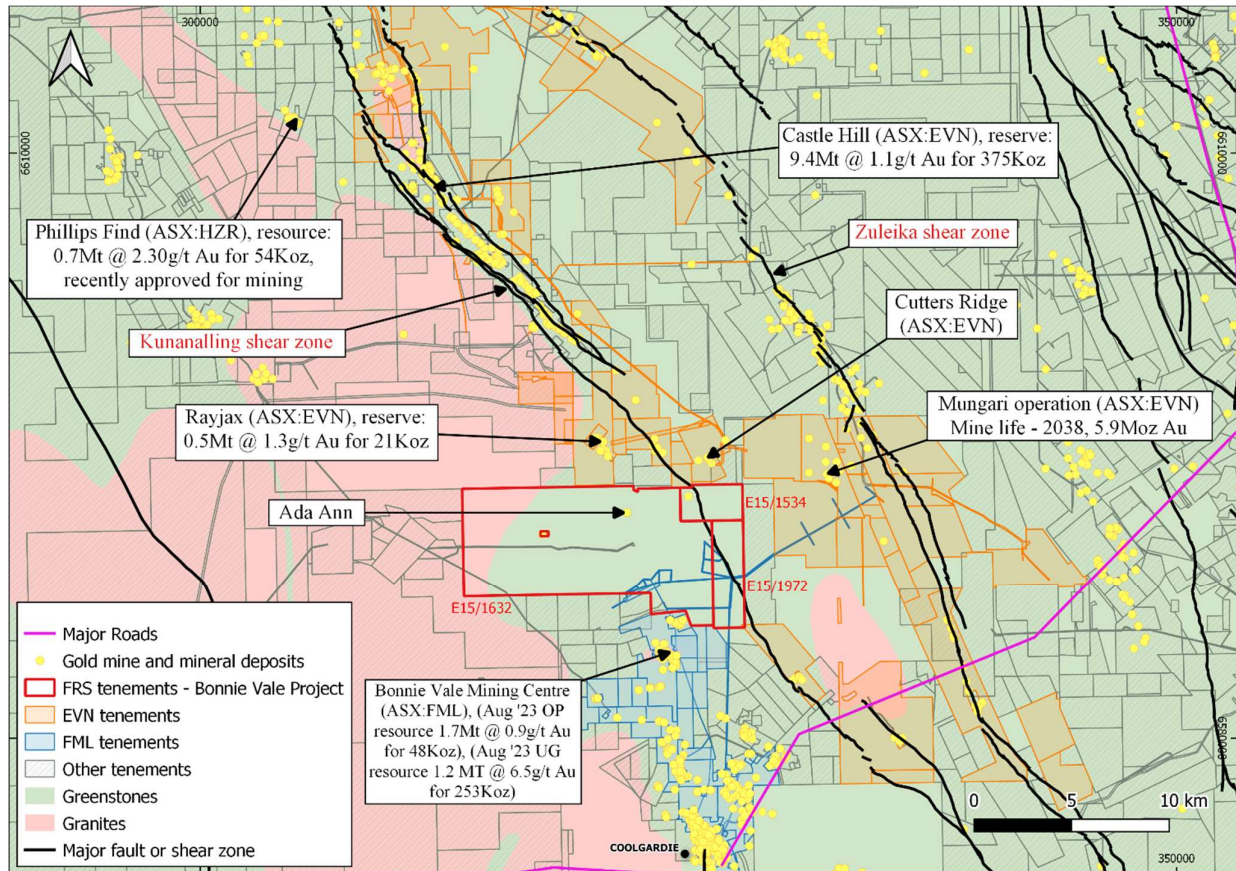 300000
350000
6610000
6610000
Castle Hill (ASX:EVN), reserve:
9.4Mt @ 1.1g/t Au for 375Koz
Phillips Find (ASX:HZR), resource:
0.7Mt @ 2.30g/t Au for 54Koz,
recently approved for mining
Zuleika shear zone
Cutters Ridge
(ASX:EVN)
Kunanalling shear zone
Rayjax (ASX:EVN), reserve:
0.5Mt @ 1.3g/t Au for 21Koz
Mungari operation (ASX:EVN)
Mine life - 2038, 5.9Moz Au
Ada Ann
E15/1534
E15/1972
E15/1632
Major Roads
Gold mine and mineral deposits
FRS tenements - Bonnie Vale Project
EVN tenements
FML tenements
Other tenements
Greenstones
Granites
Major fault or shear zone
Bonnie Vale Mining Centre
(ASX:FML), (Aug '23 OP
resource 1.7Mt @ 0.9g/t Au
for 48Koz), (Aug '23 UG
resource 1.2 MT @ 6.5g/t Au
for 253Koz)
6580000
0 5 10 km
COOLGARDIE
350000